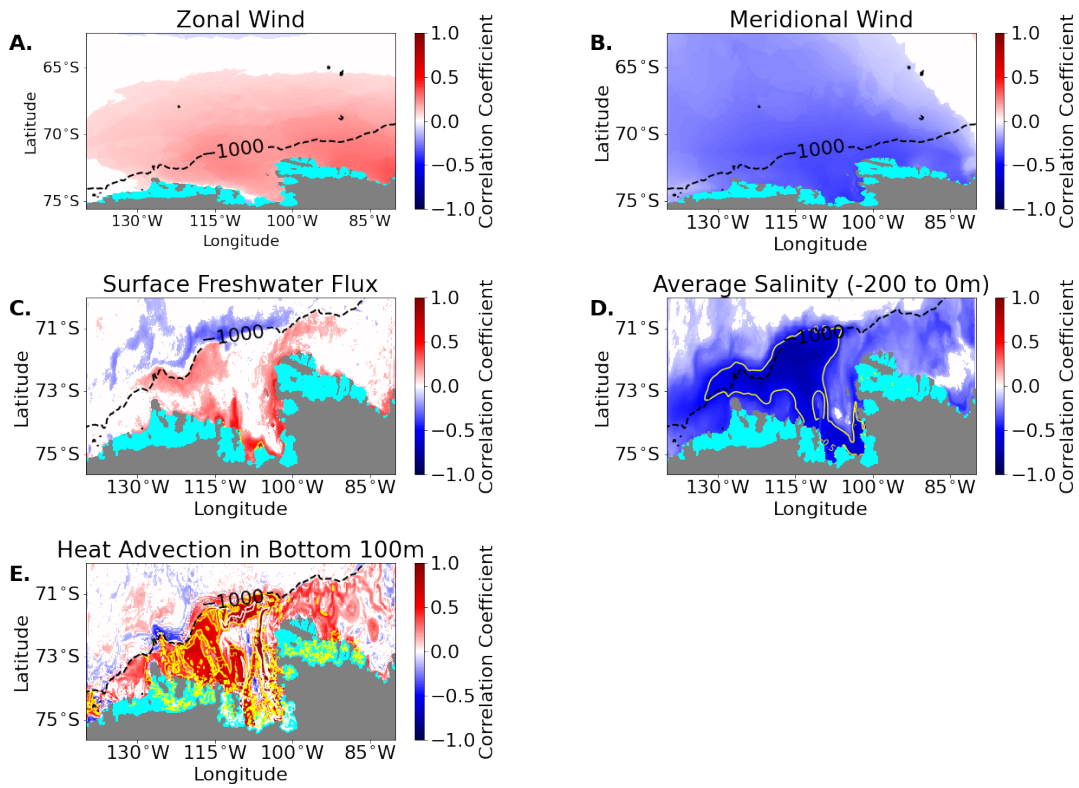 Zonal Wind
A.
65°S
70°S
75°S
Latitude
−1000
130°W 115°W 100°W 85°W
Longitude
1.0
0.5
0.0
−0.5
−1.0
Correlation Coefficient
Meridional Wind
B.
65°S
70°S
75°S
Latitude
−1000
130°W 115°W 100°W 85°W
Longitude
1.0
0.5
0.0
−0.5
−1.0
Correlation Coefficient
Surface Freshwater Flux
C.
71°S
73°S
75°S
Latitude
−1000
130°W 115°W 100°W 85°W
Longitude
1.0
0.5
0.0
−0.5
−1.0
Correlation Coefficient
Average Salinity (-200 to 0m)
D.
71°S
73°S
75°S
Latitude
−1000
130°W 115°W 100°W 85°W
Longitude
1.0
0.5
0.0
−0.5
−1.0
Correlation Coefficient
Heat Advection in Bottom 100m
E.
71°S
73°S
75°S
Latitude
−1000
130°W 115°W 100°W 85°W
Longitude
1.0
0.5
0.0
−0.5
−1.0
Correlation Coefficient